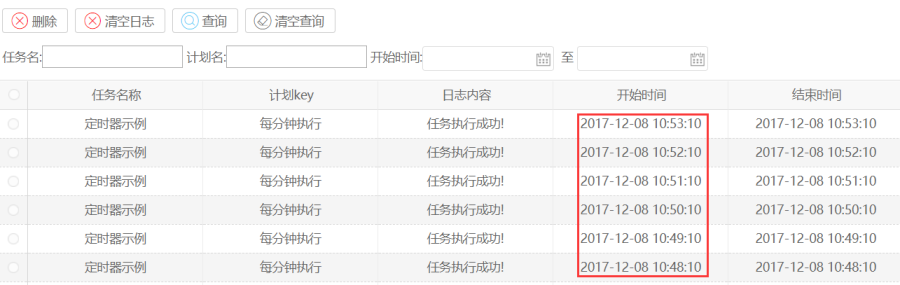 删除 清空日志 查询 清空查询
任务名: 计划名: 开始时间: 至
任务名称 计划key 日志内容 开始时间 结束时间
定时器示例 每分钟执行 任务执行成功! 2017-12-08 10:53:10 2017-12-08 10:53:10
定时器示例 每分钟执行 任务执行成功! 2017-12-08 10:52:10 2017-12-08 10:52:10
定时器示例 每分钟执行 任务执行成功! 2017-12-08 10:51:10 2017-12-08 10:51:10
定时器示例 每分钟执行 任务执行成功! 2017-12-08 10:50:10 2017-12-08 10:50:10
定时器示例 每分钟执行 任务执行成功! 2017-12-08 10:49:10 2017-12-08 10:49:10
定时器示例 每分钟执行 任务执行成功! 2017-12-08 10:48:10 2017-12-08 10:48:10